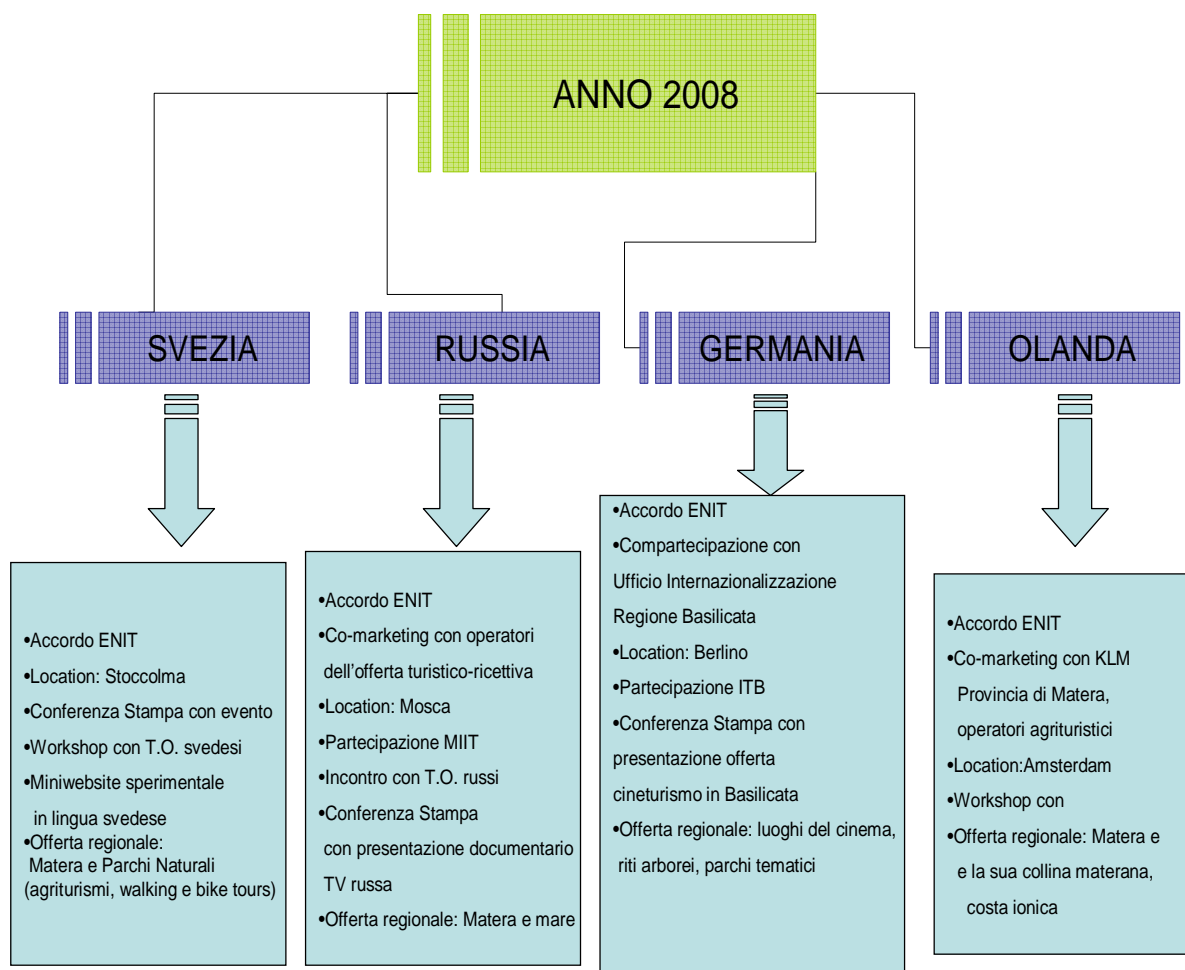 ANNO 2008
SVEZIA
RUSSIA
GERMANIA
OLANDA
•Accordo ENIT
•Location: Stoccolma
•Conferenza Stampa con evento
•Workshop con T.O. svedesi
•Miniwebsite sperimentale
in lingua svedese
•Offerta regionale:
Matera e Parchi Naturali
(agriturismi, walking e bike tours)
•Accordo ENIT
•Co-marketing con operatori
dell’offerta turistico-ricettiva
•Location: Mosca
•Partecipazione MIIT
•Incontro con T.O. russi
•Conferenza Stampa
con presentazione documentario
TV russa
•Offerta regionale: Matera e mare
•Accordo ENIT
•Compartecipazione con
Ufficio Internazionalizzazione
Regione Basilicata
•Location: Berlino
•Partecipazione ITB
•Conferenza Stampa con
presentazione offerta
cineturismo in Basilicata
•Offerta regionale: luoghi del cinema,
riti arborei, parchi tematici
•Accordo ENIT
•Co-marketing con KLM
Provincia di Matera,
operatori agrituristici
•Location:Amsterdam
•Workshop con
•Offerta regionale: Matera e
e la sua collina materana,
costa ionica